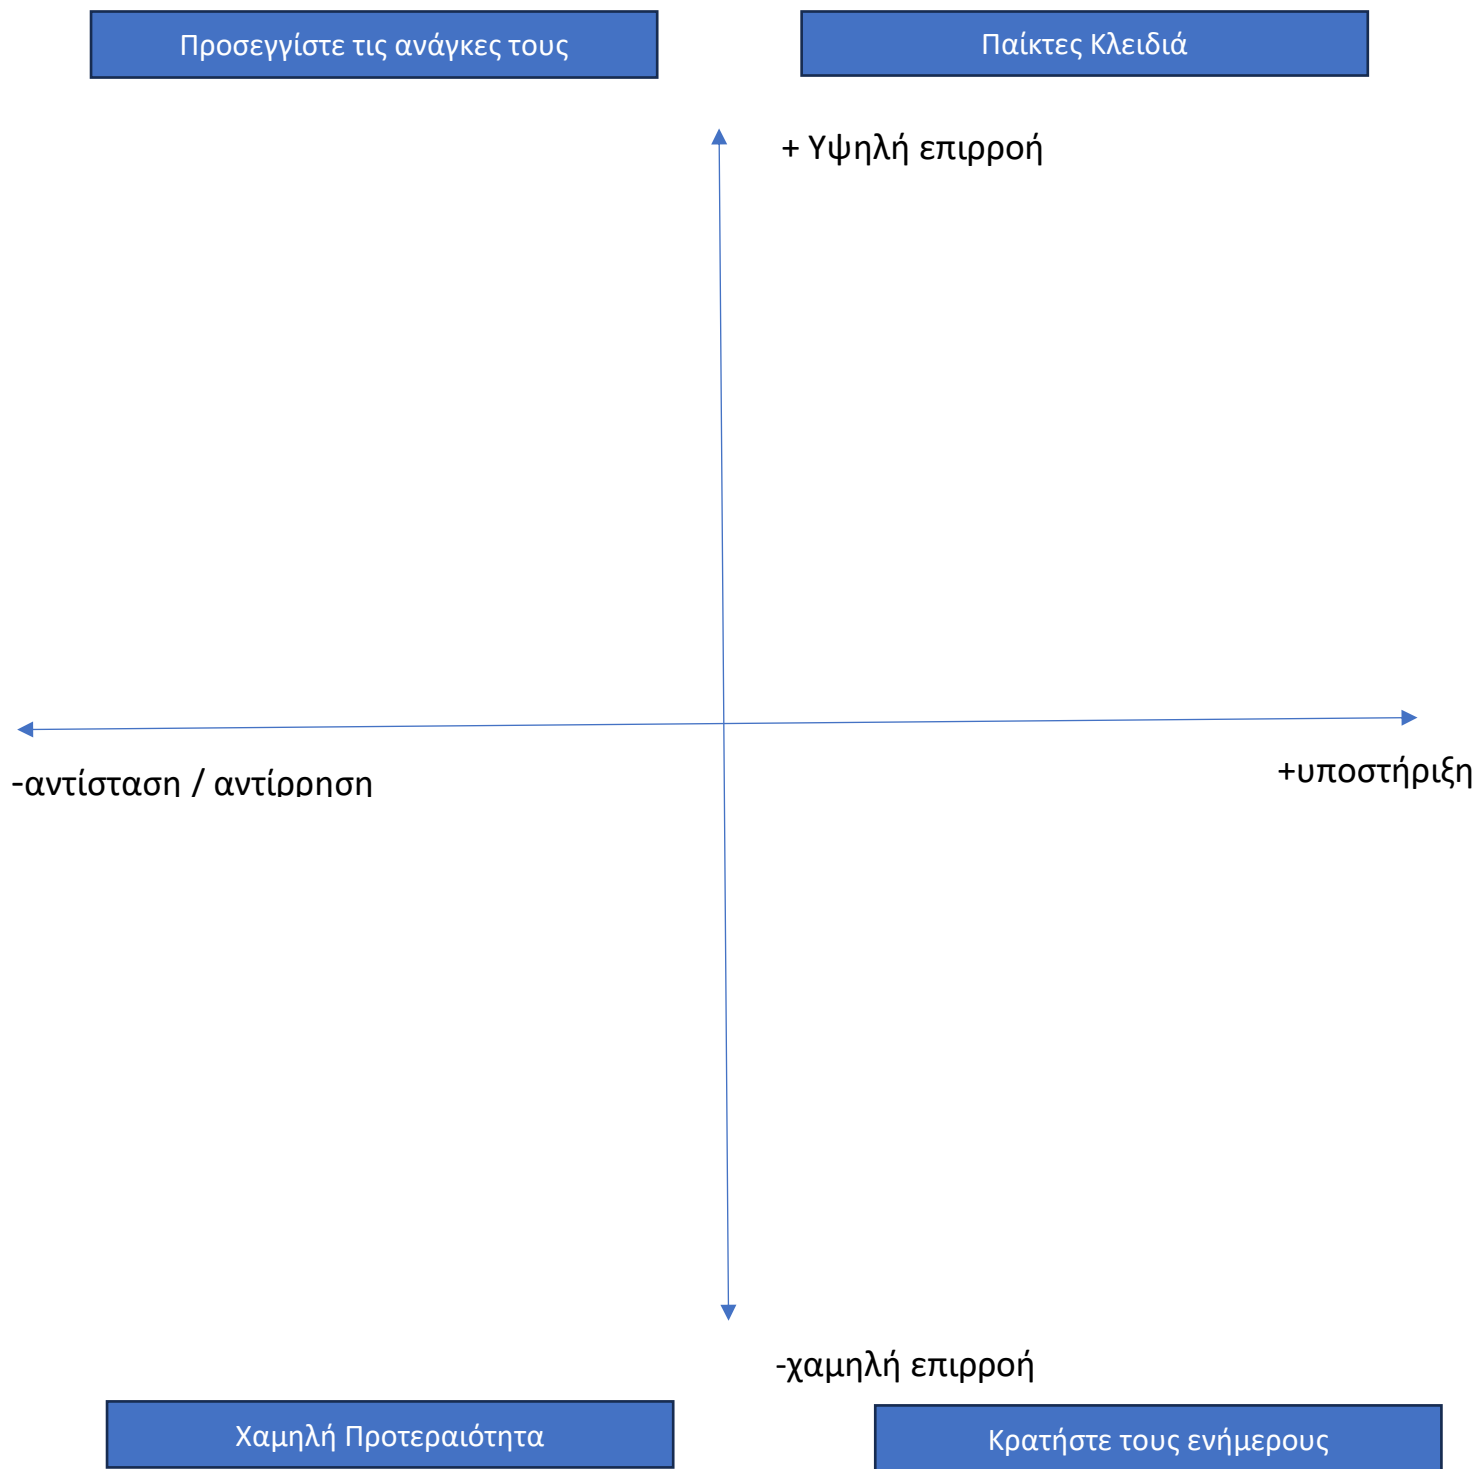 Προσεγγίστε τις ανάγκες τους
Παίκτες Κλειδιά
+ Υψηλή επιρροή
-αντίσταση / αντίρρηση
+υποστήριξη
-χαμηλή επιρροή
Χαμηλή Προτεραιότητα
Κρατήστε τους ενήμερους